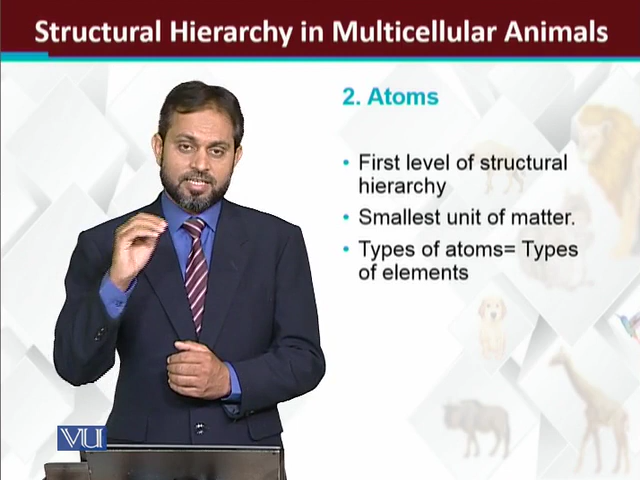 Structural Hierarchy in Multicellular Animals
2. Atoms
• First level of structural
hierarchy
• Smallest unit of matter.
• Types of atoms= Types
of elements
VU